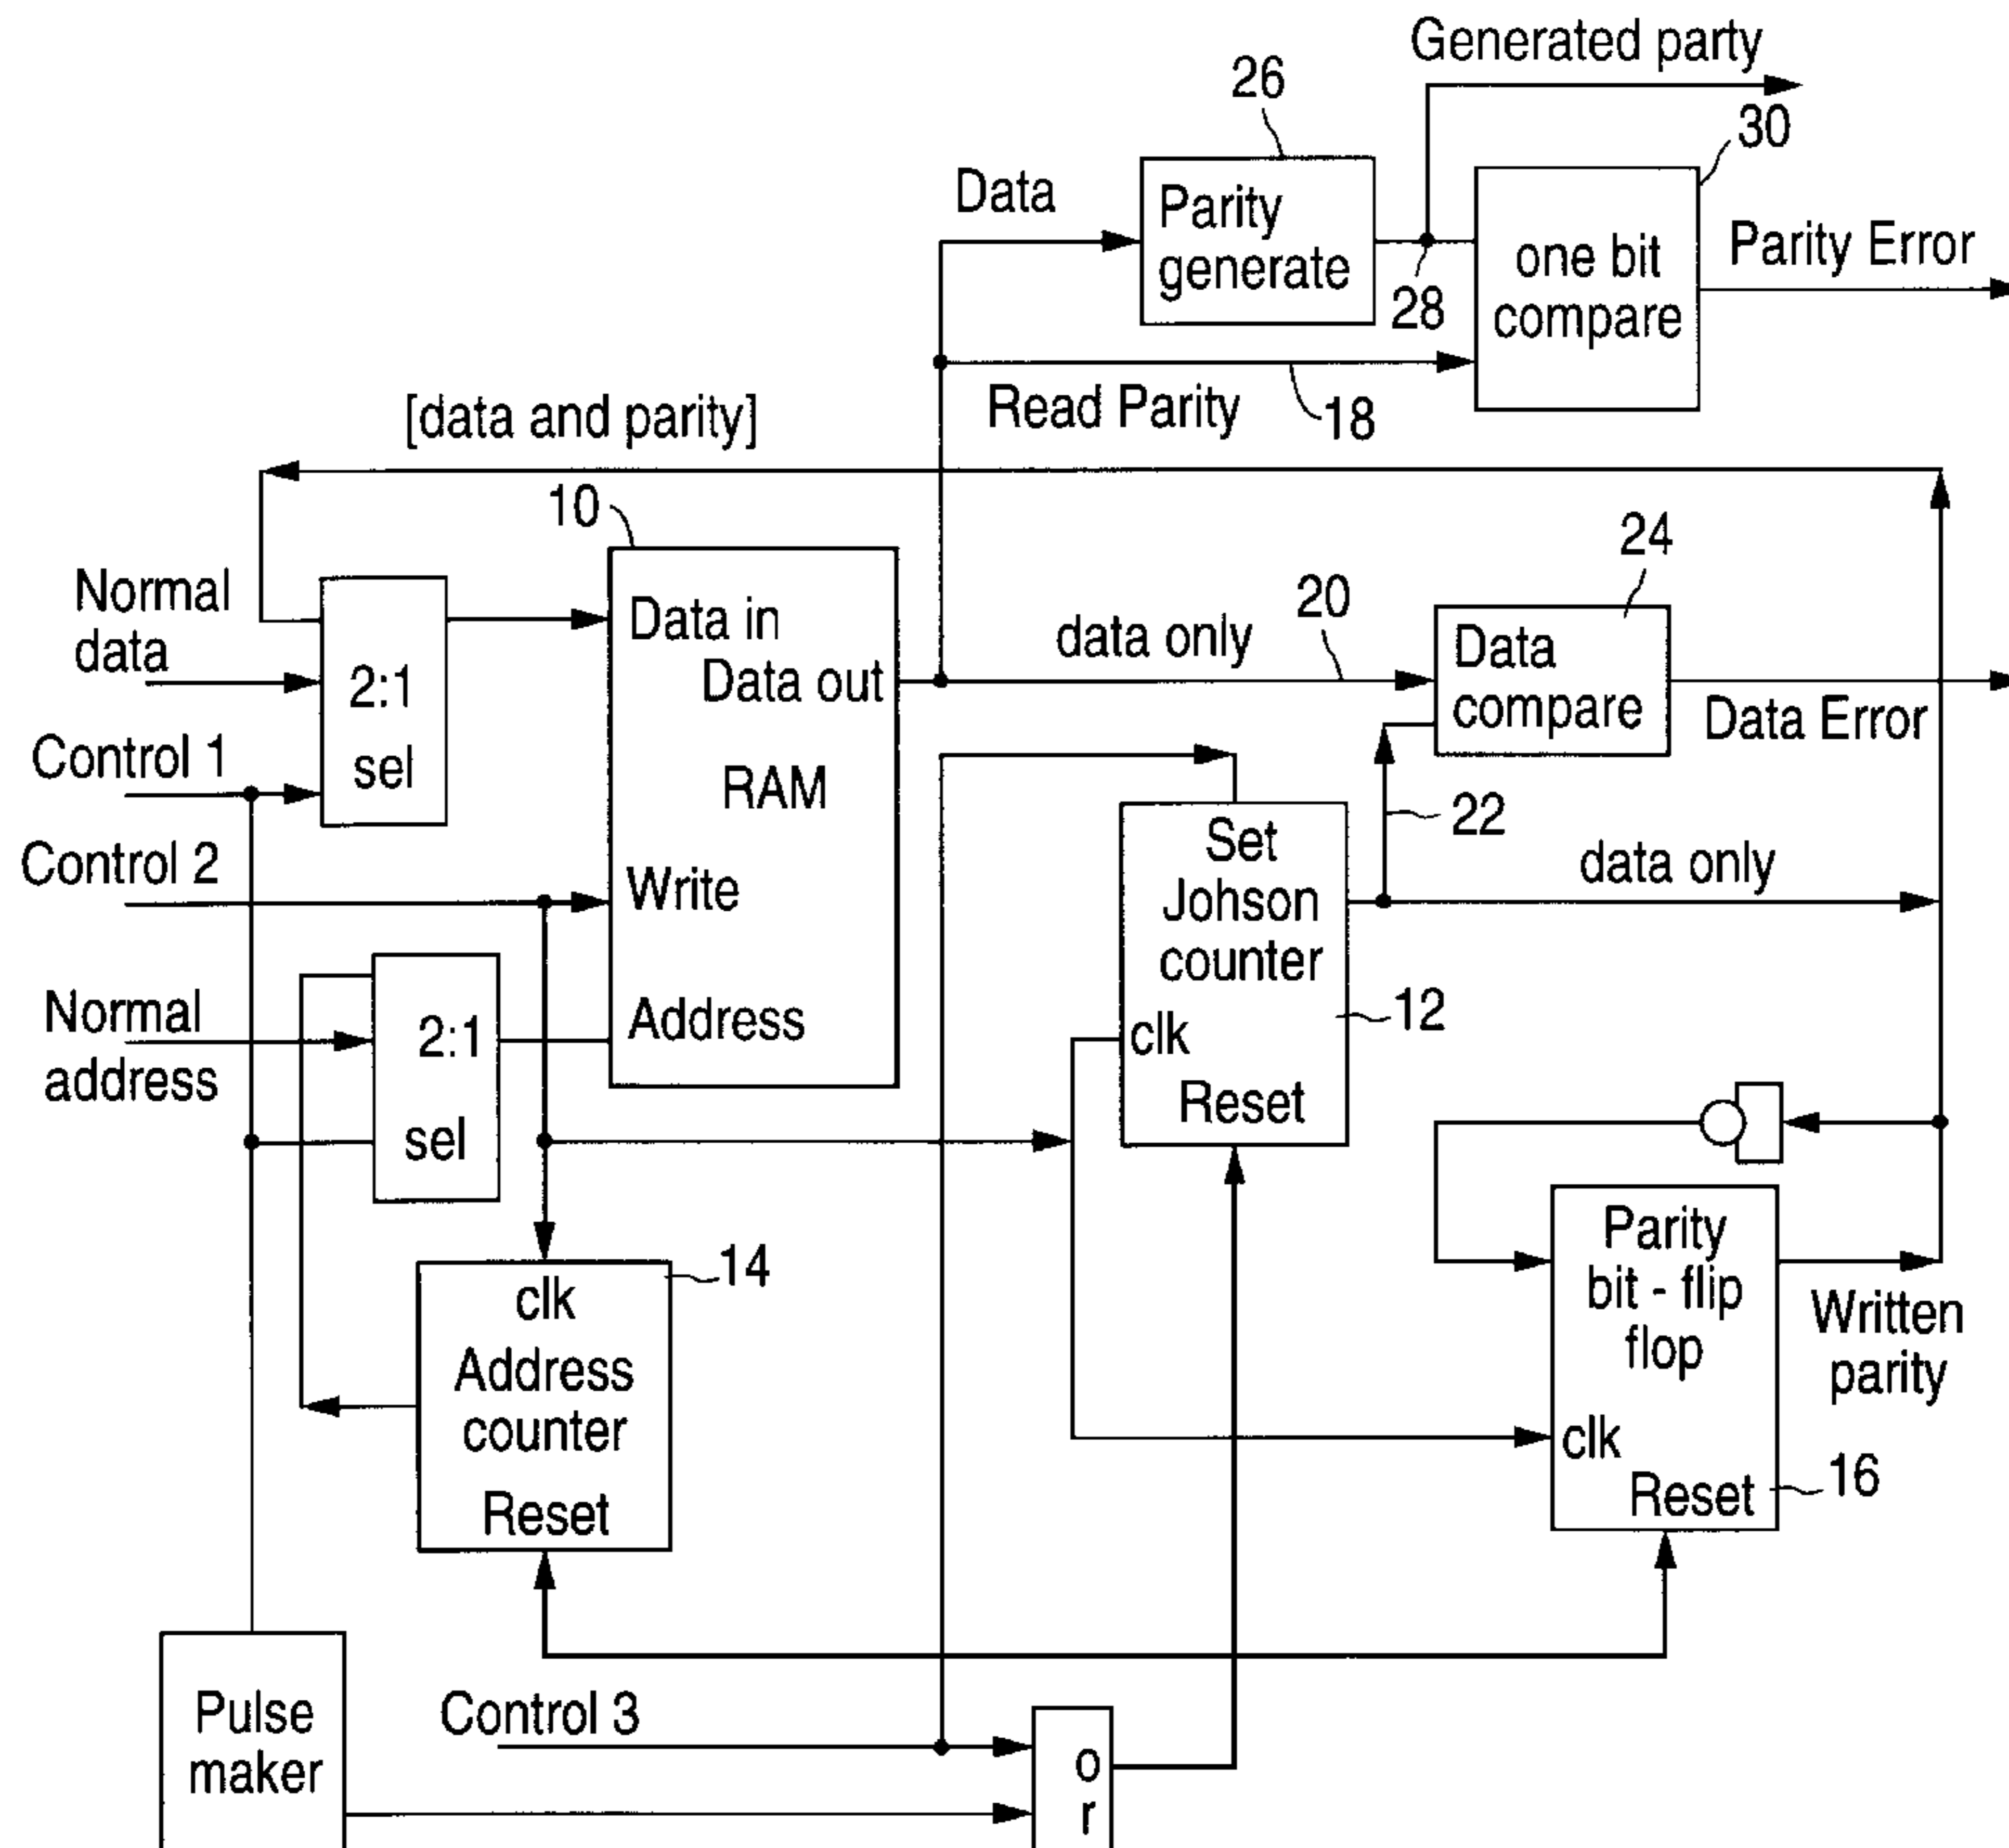 Generated party
26
30
Data
Parity
generate
28
one bit
compare
Parity Error
Read Parity
18
[data and parity]
10
24
Normal
data
2:1
sel
Data in
Data out
RAM
Write
Address
data only
20
Data
compare
Data Error
Control 1
Control 2
22
data only
Set
Johson
counter
clk
Reset
12
Normal
address
2:1
sel
14
clk
Address
counter
Reset
Parity
bit - flip
flop
clk
Reset
16
Written
parity
Pulse
maker
Control 3
o
r